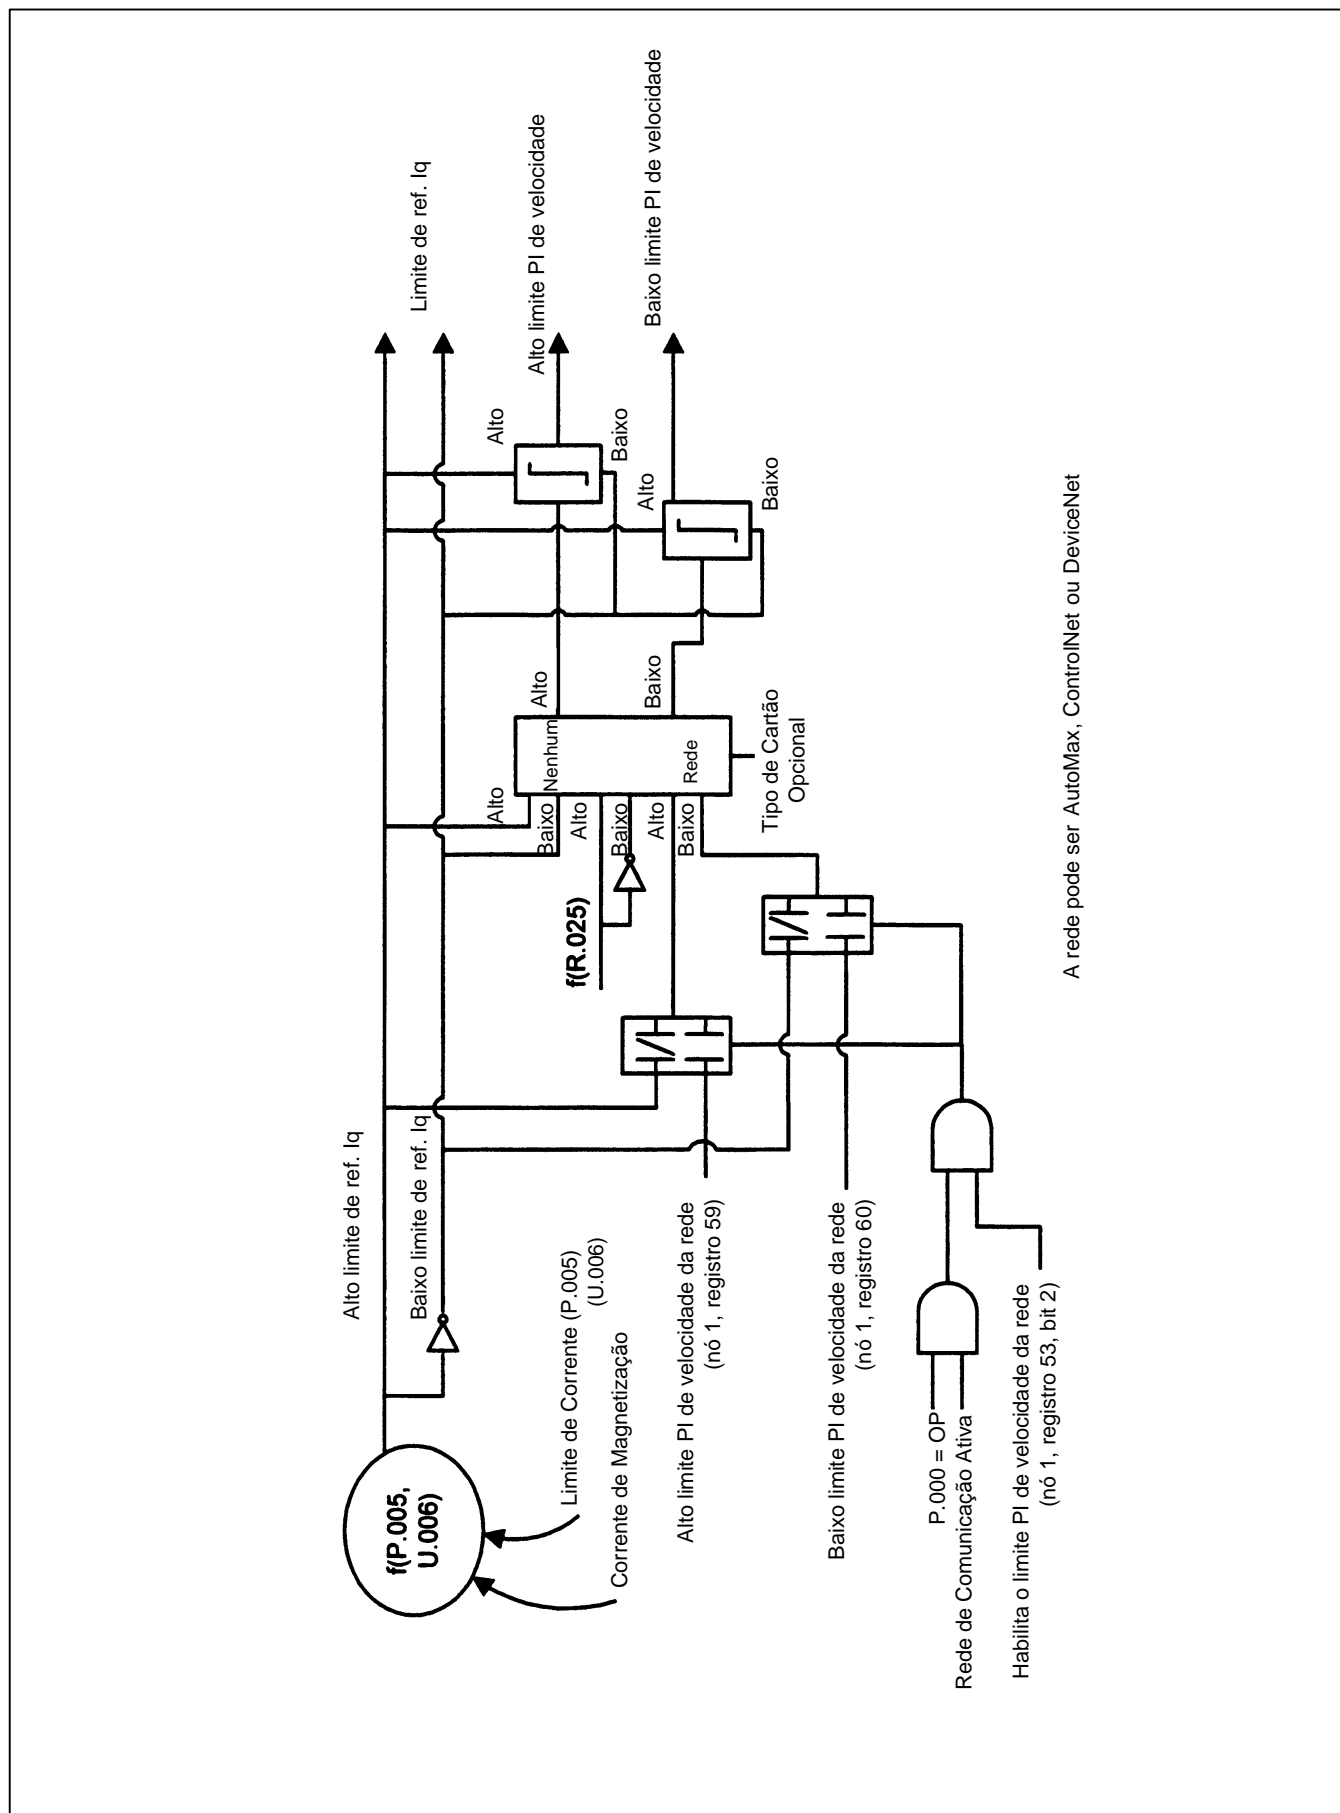 f(P.005,
U.006)
Alto limite de ref. Iq
Baixo limite de ref. Iq
Limite de ref. Iq
Limite de Corrente (P.005)
(U.006)
Corrente de Magnetização
Alto limite PI de velocidade da rede
(nó 1, registro 59)
Baixo limite PI de velocidade da rede
(nó 1, registro 60)
P.000 = OP
Rede de Comunicação Ativa
Habilita o limite PI de velocidade da rede
(nó 1, registro 53, bit 2)
f(R.025)
Alto
Baixo
Alto
Baixo
Alto
Baixo
Nenhum
Rede
Tipo de Cartão
Opcional
Alto
Baixo
Alto
Baixo
Alto
Baixo
Alto limite PI de velocidade
Baixo limite PI de velocidade
A rede pode ser AutoMax, ControlNet ou DeviceNet